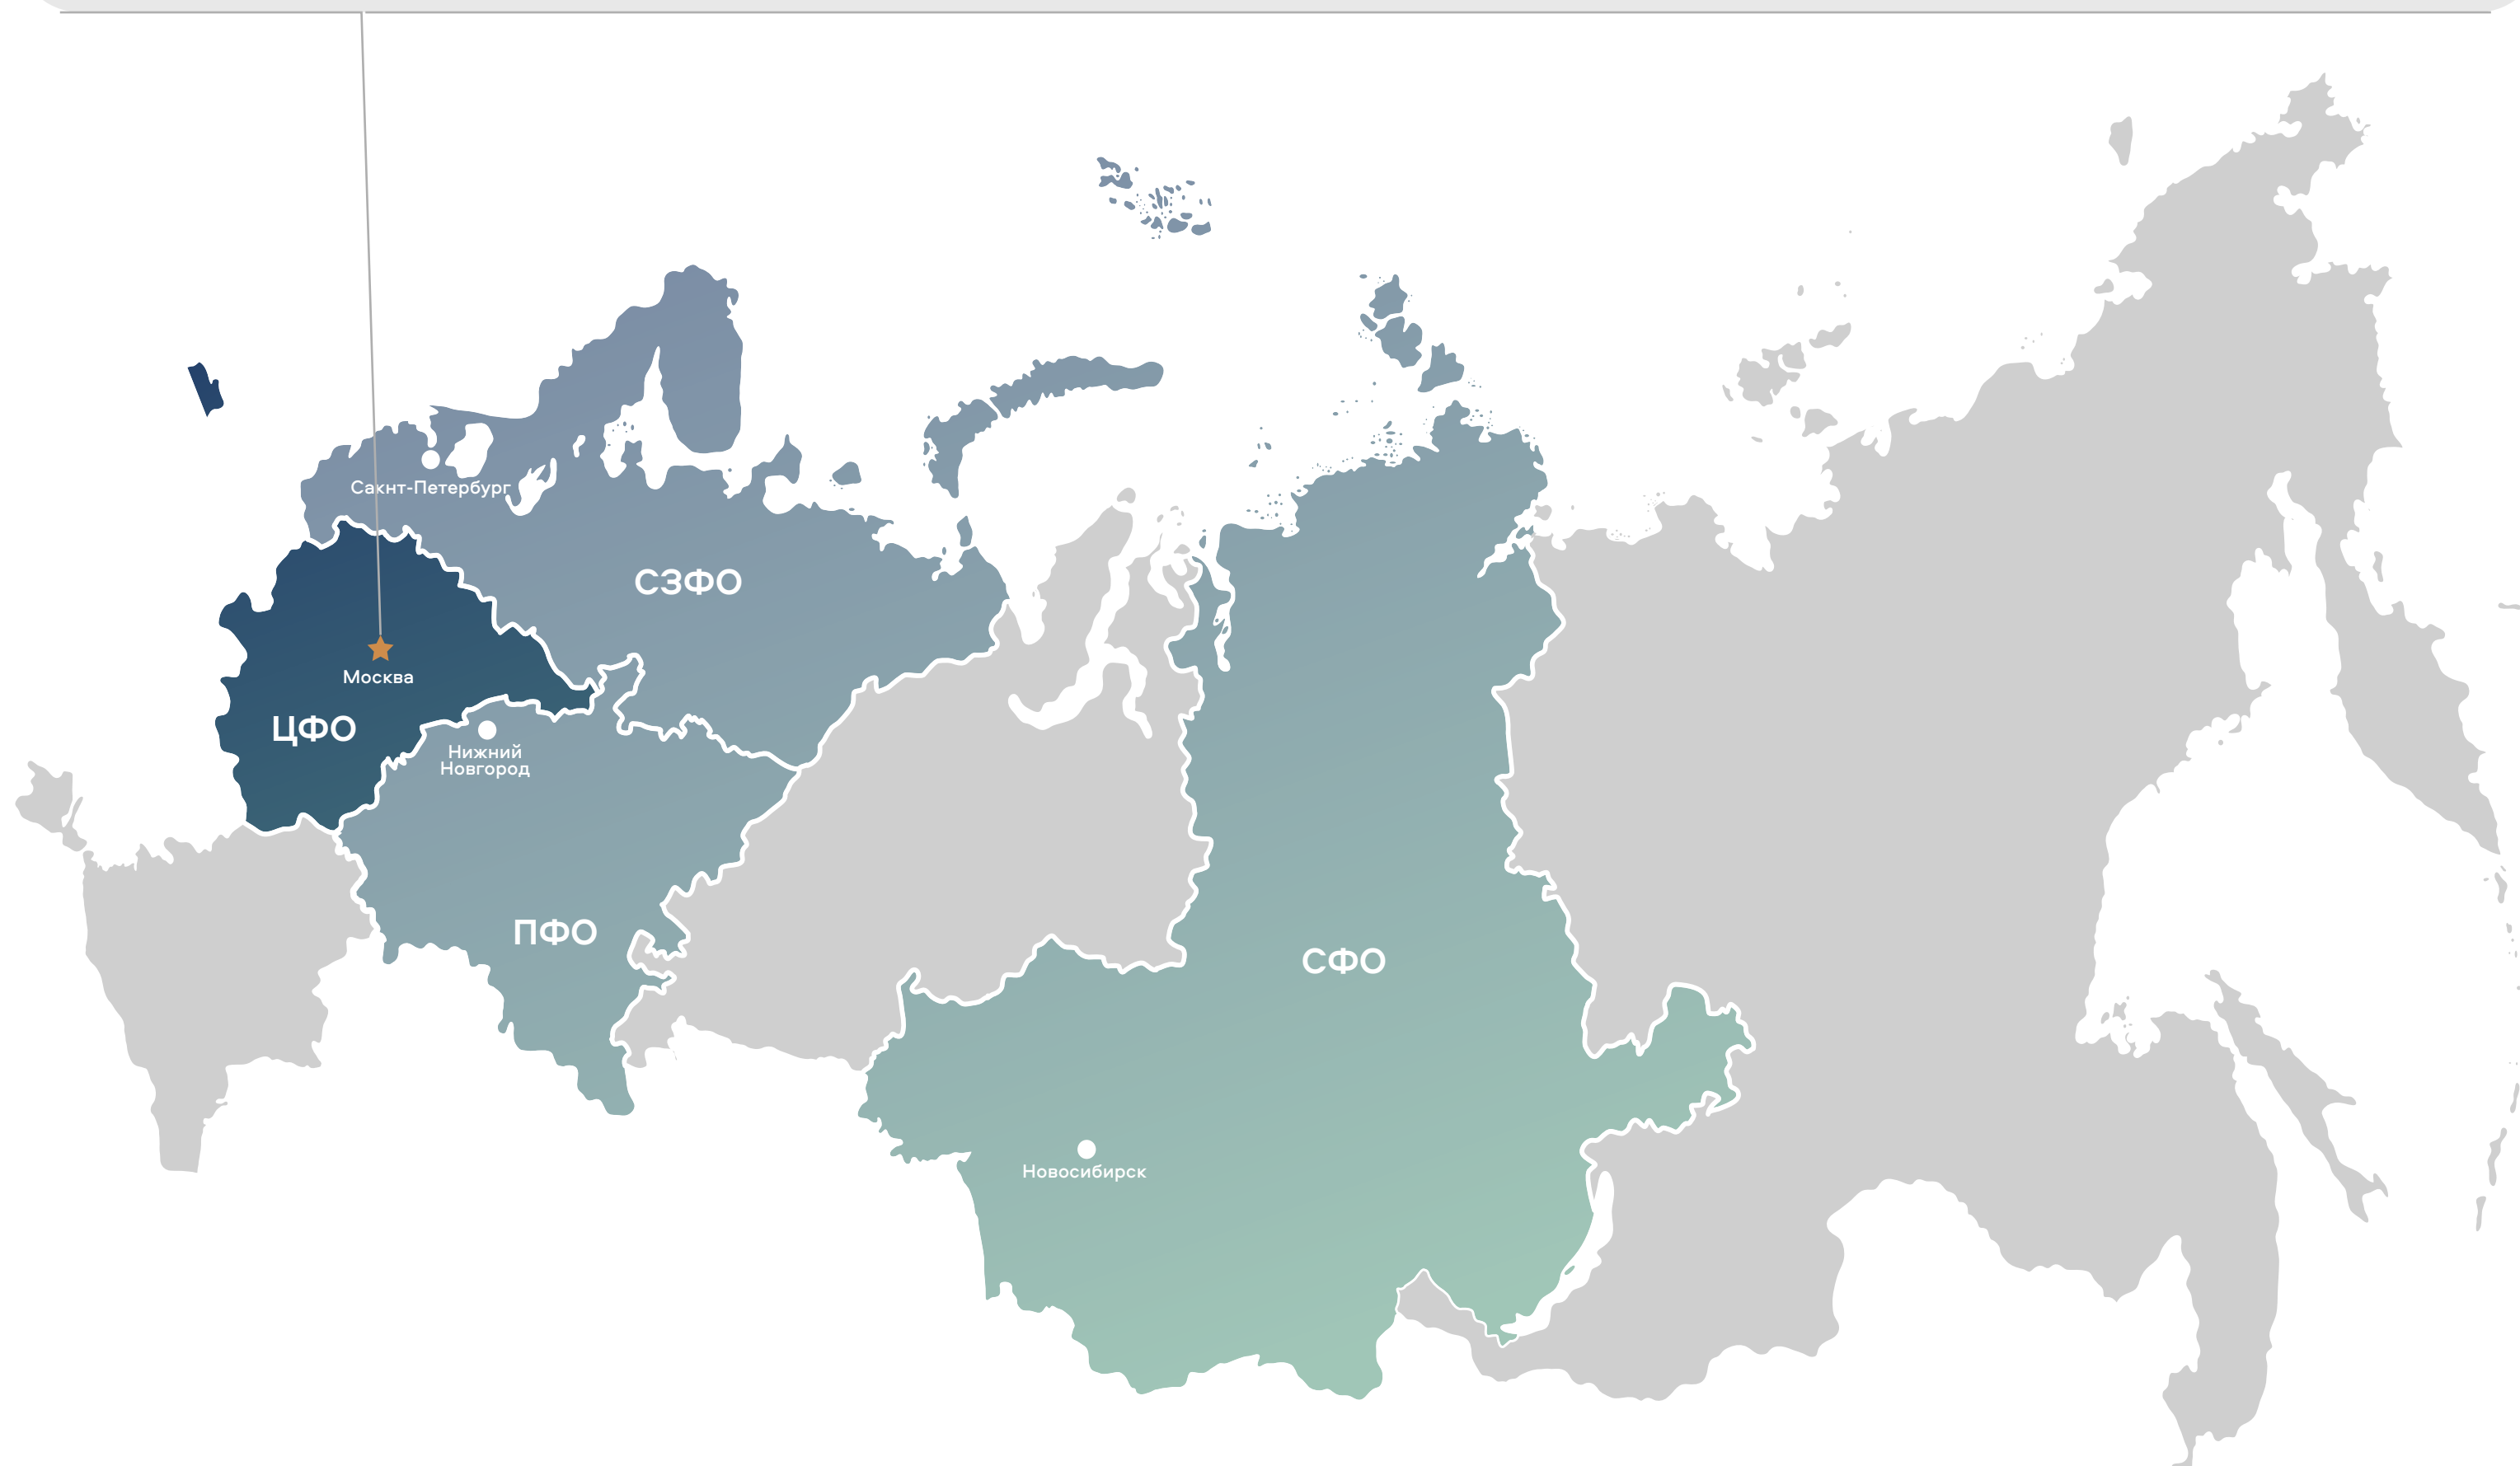 Сакнт-Петербург
СЗФО
Москва
ЦФО
Нижний
Новгород
ПФО
СФО
Новосибирск